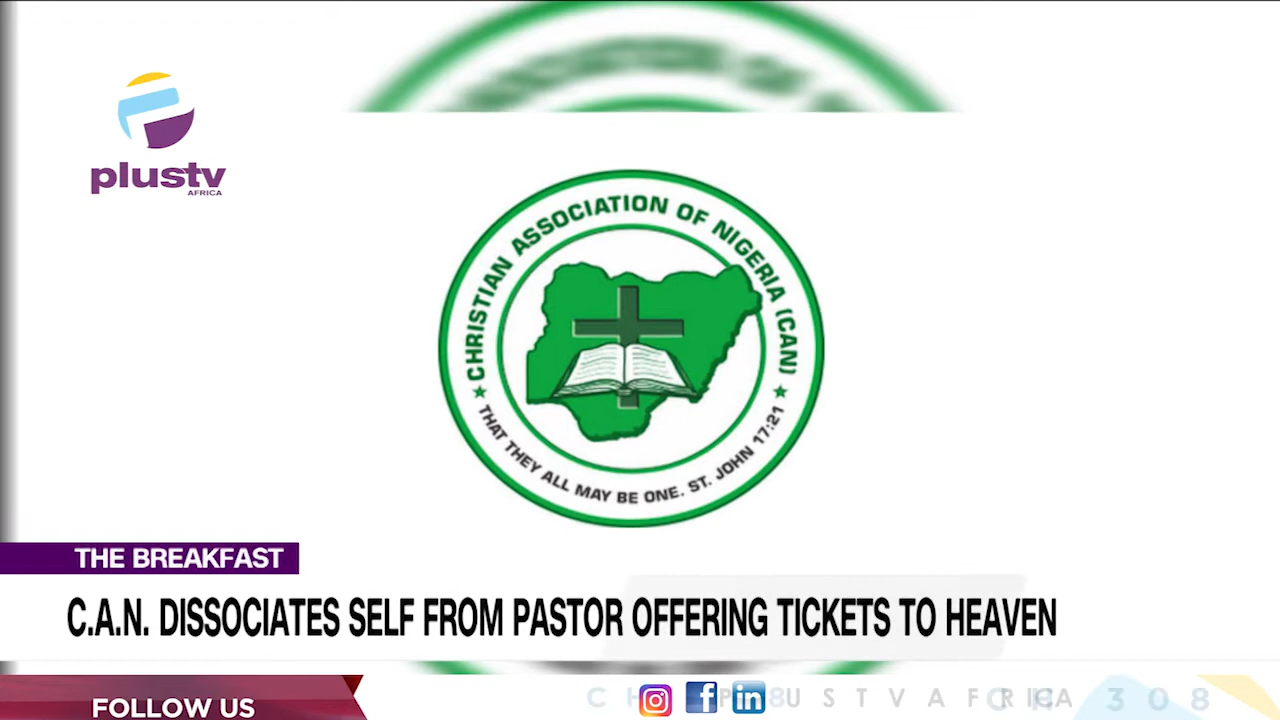 plustv
AFRICA
CHRISTIAN ASSOCIATION OF NIGERIA (CAN)
THAT THEY ALL MAY BE ONE. ST. JOHN 17:21
THE BREAKFAST
C.A.N. DISSOCIATES SELF FROM PASTOR OFFERING TICKETS TO HEAVEN
FOLLOW US